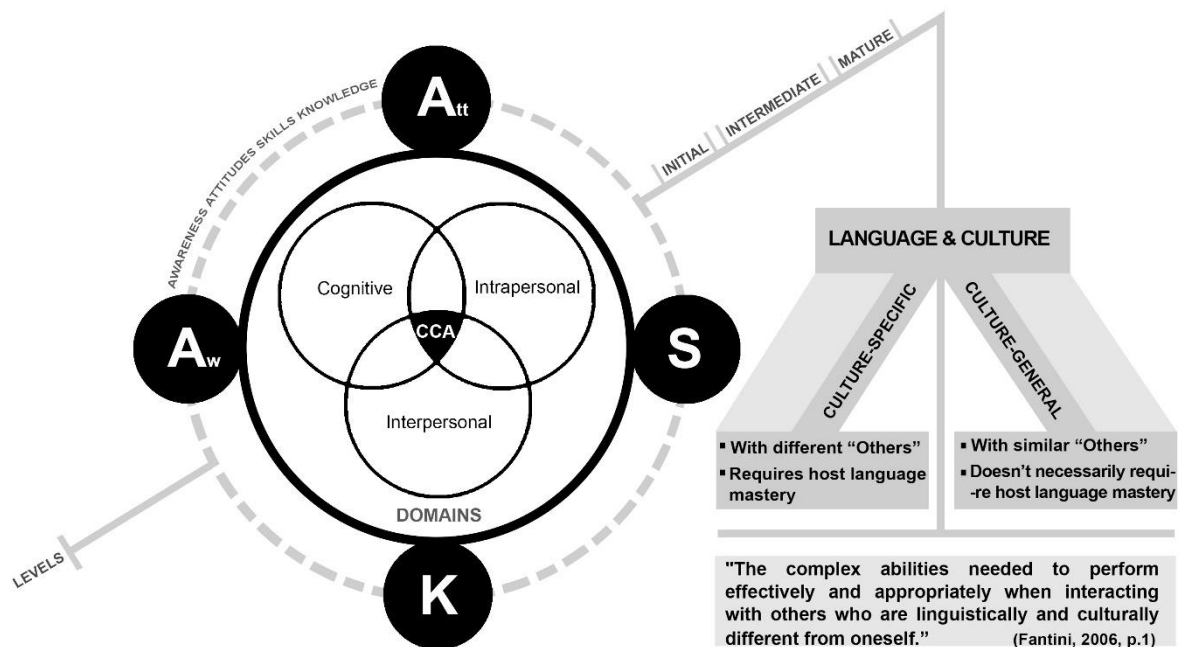 AWARENESS ATTITUDES SKILLS KNOWLEDGE
Att
Aw
S
K
Cognitive
Intrapersonal
CCA
Interpersonal
DOMAINS
LEVELS
INITIAL
INTERMEDIATE
MATURE
LANGUAGE & CULTURE
CULTURE-SPECIFIC
CULTURE-GENERAL
▪ With different “Others”
▪ Requires host language
mastery
▪ With similar “Others”
▪ Doesn’t necessarily requi-
-re host language mastery
"The complex abilities needed to perform
effectively and appropriately when interacting
with others who are linguistically and culturally
different from oneself.” (Fantini, 2006, p.1)